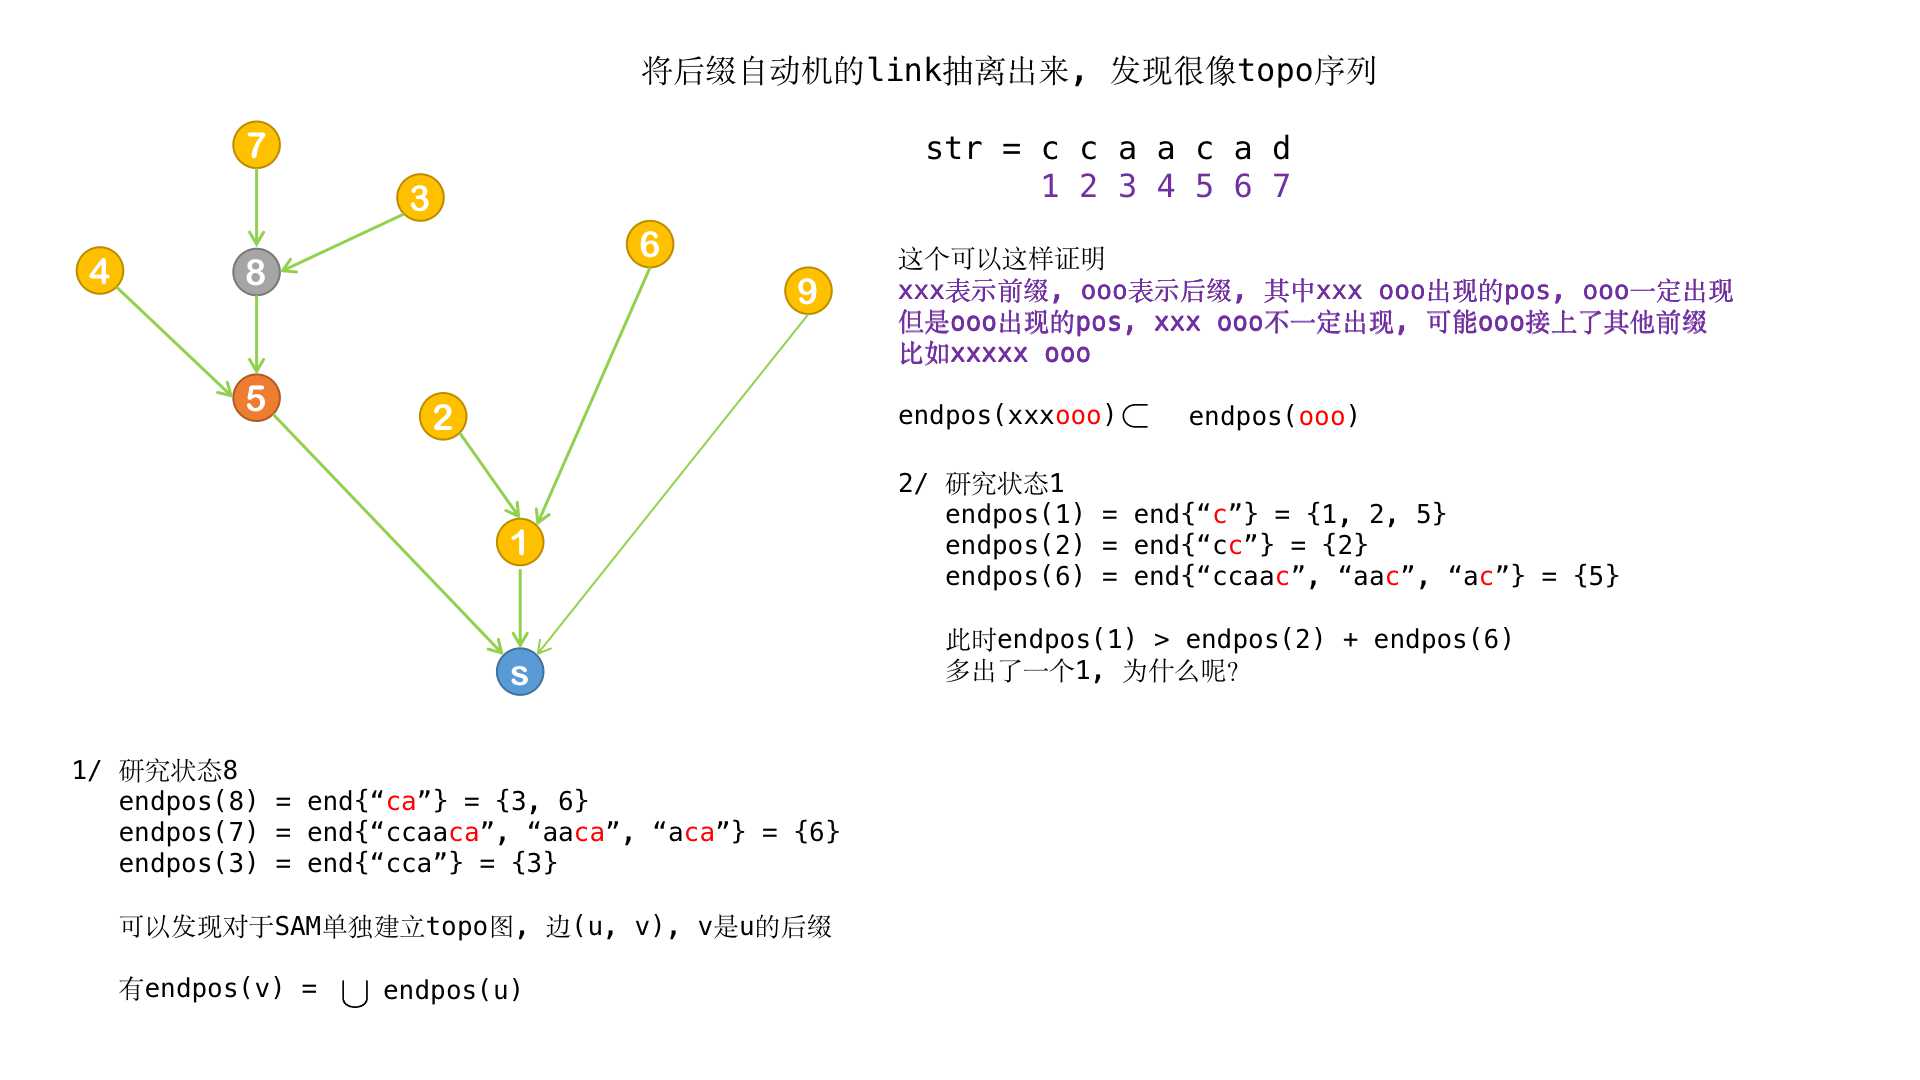 将后缀自动机的link抽离出来, 发现很像topo序列
7
3
4
8
6
9
5
2
1
s
str = c c a a c a d
1 2 3 4 5 6 7
这个可以这样证明
xxx表示前缀, ooo表示后缀, 其中xxx ooo出现的pos, ooo一定出现
但是ooo出现的pos, xxx ooo不一定出现, 可能ooo接上了其他前缀
比如xxxxx ooo
endpos(xxxooo)⊂ endpos(ooo)
2/ 研究状态1
endpos(1) = end{“c”} = {1, 2, 5}
endpos(2) = end{“cc”} = {2}
endpos(6) = end{“ccaac”, “aac”, “ac”} = {5}
此时endpos(1) > endpos(2) + endpos(6)
多出了一个1, 为什么呢?
1/ 研究状态8
endpos(8) = end{“ca”} = {3, 6}
endpos(7) = end{“ccaaca”, “aaca”, “aca”} = {6}
endpos(3) = end{“cca”} = {3}
可以发现对于SAM单独建立topo图, 边(u, v), v是u的后缀
有endpos(v) = ∪ endpos(u)